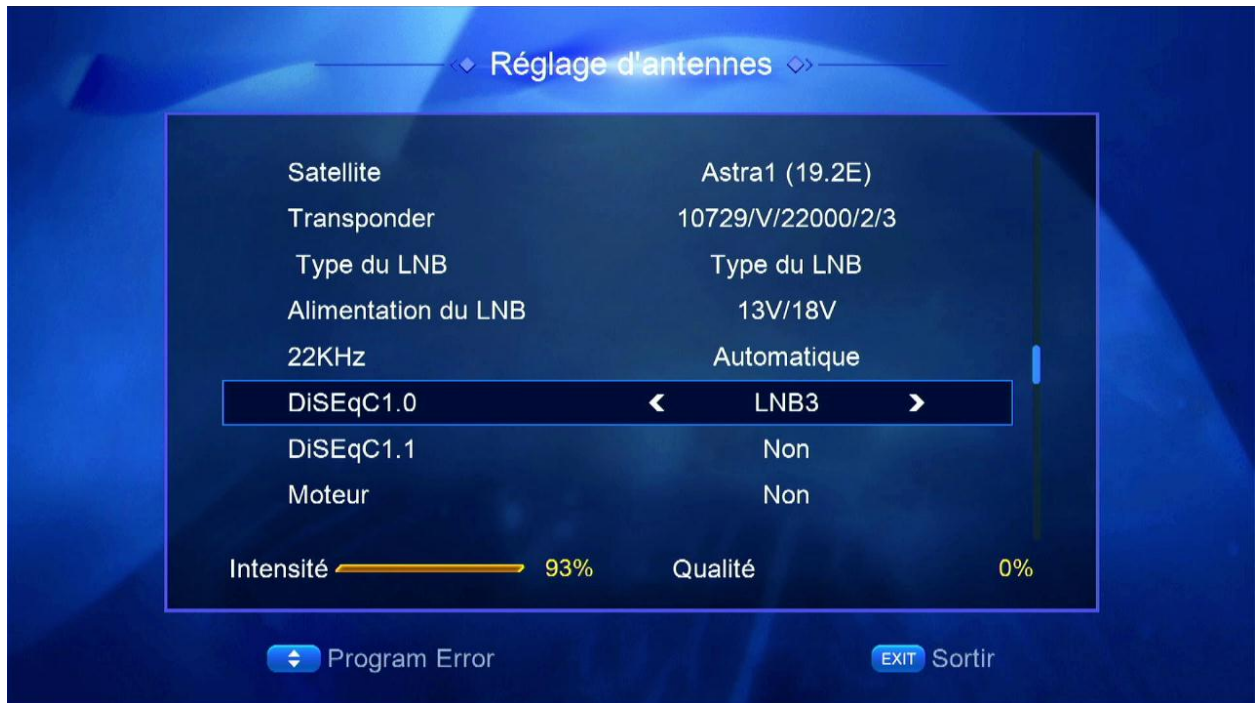 Réglage d'antennes
Satellite Astra1 (19.2E)
Transponder 10729/V/22000/2/3
Type du LNB Type du LNB
Alimentation du LNB 13V/18V
22KHz Automatique
DiSEqC1.0 LNB3
DiSEqC1.1 Non
Moteur Non
Intensité 93% Qualité 0%
Program Error EXIT Sortir